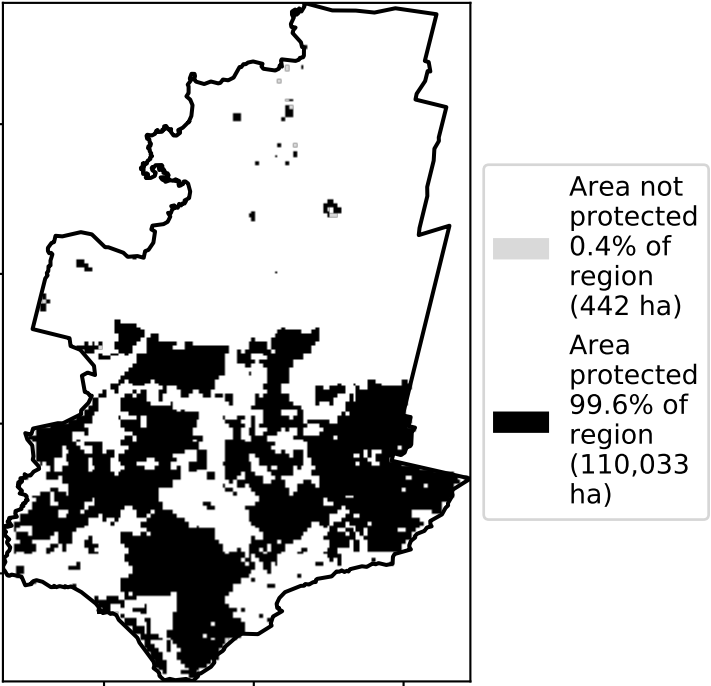 Area not
protected
0.4% of
region
(442 ha)
Area
protected
99.6% of
region
(110,033
ha)